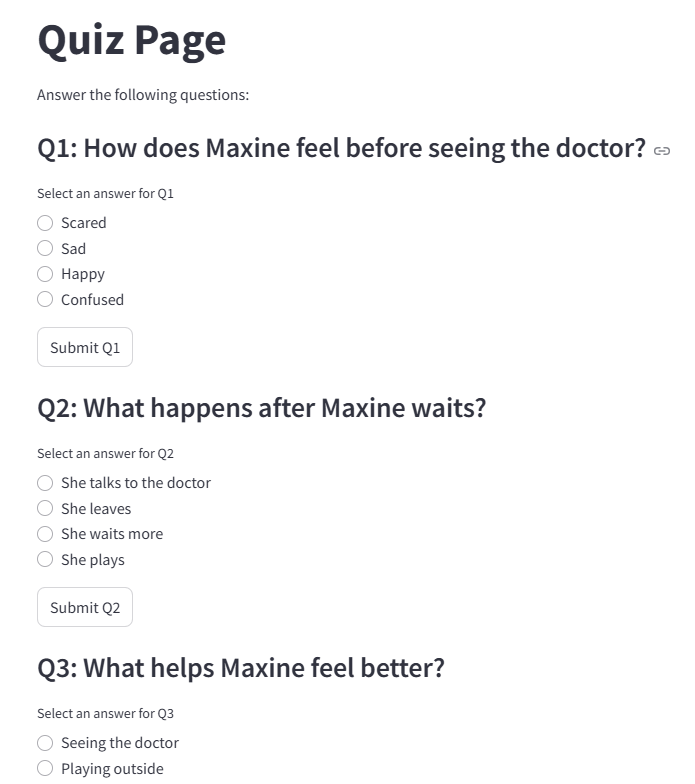 Quiz Page
Answer the following questions:
Q1: How does Maxine feel before seeing the doctor?
Select an answer for Q1
Scared
Sad
Happy
Confused
Submit Q1
Q2: What happens after Maxine waits?
Select an answer for Q2
She talks to the doctor
She leaves
She waits more
She plays
Submit Q2
Q3: What helps Maxine feel better?
Select an answer for Q3
Seeing the doctor
Playing outside